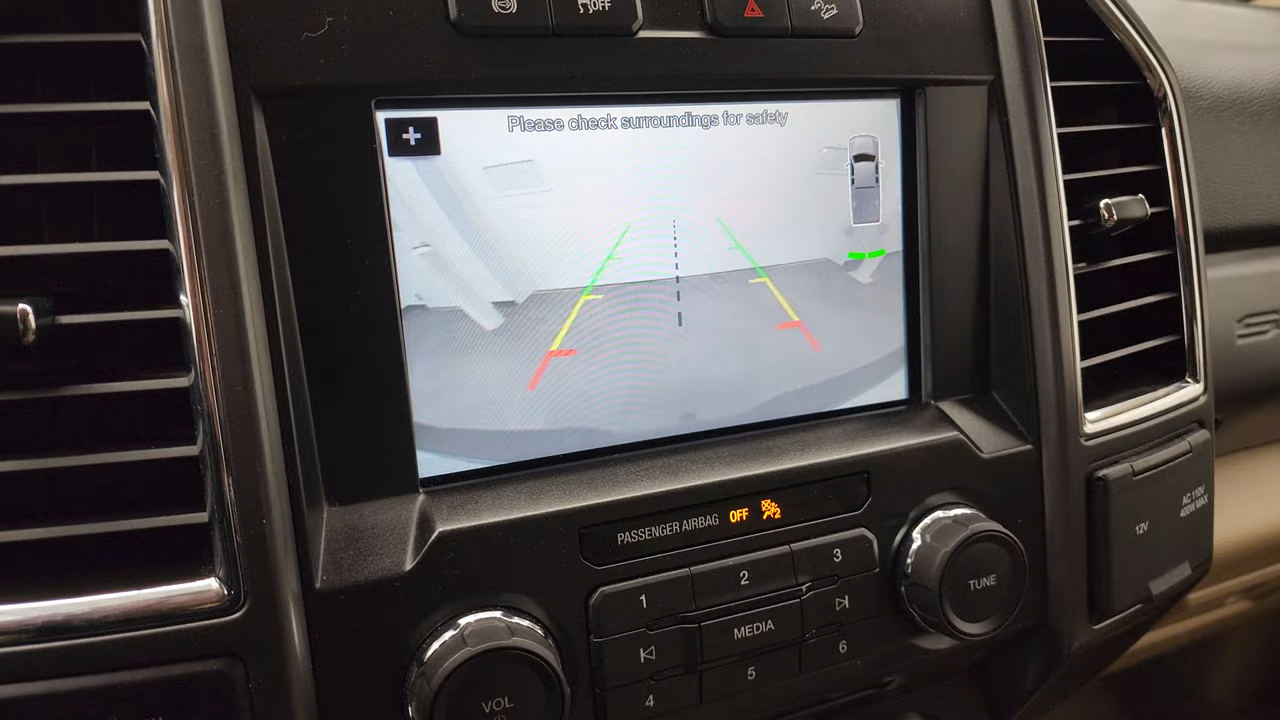 OFF
+
Please check surroundings for safety
PASSENGER AIRBAG OFF 2
1
2
3
MEDIA
4
5
6
VOL
TUNE
12V
AC 110V
400W MAX